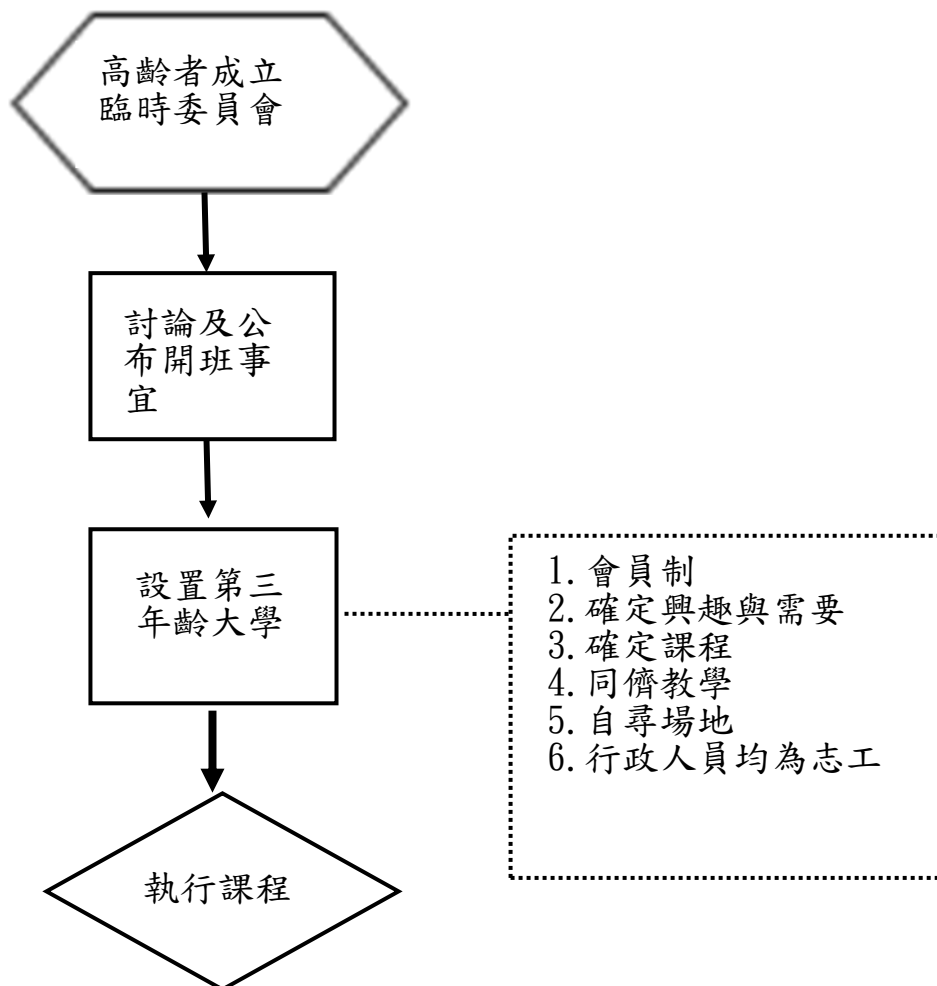 高齡者成立
臨時委員會
討論及公
布開班事
宜
設置第三
年齡大學
1.會員制
2.確定興趣與需要
3.確定課程
4.同儕教學
5.自尋場地
6.行政人員均為志工
執行課程